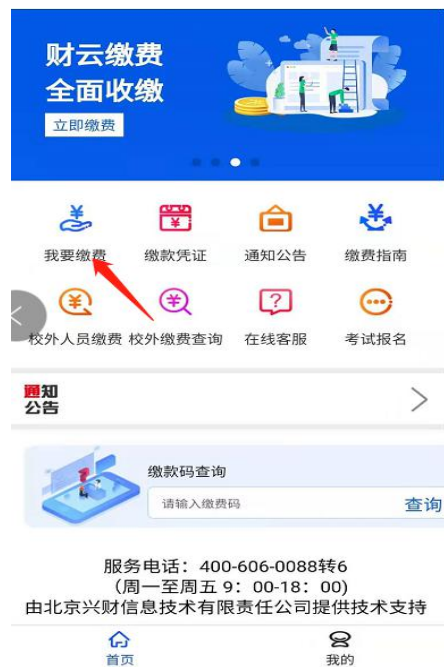 财云缴费
全面收缴
立即缴费
我要缴费 缴款凭证 通知公告 缴费指南
校外人员缴费 校外缴费查询 在线客服 考试报名
通知
公告
缴款码查询
请输入缴费码 查询
服务电话：400-606-0088转6
（周一至周五 9：00-18：00）
由北京兴财信息技术有限责任公司提供技术支持
首页 我的